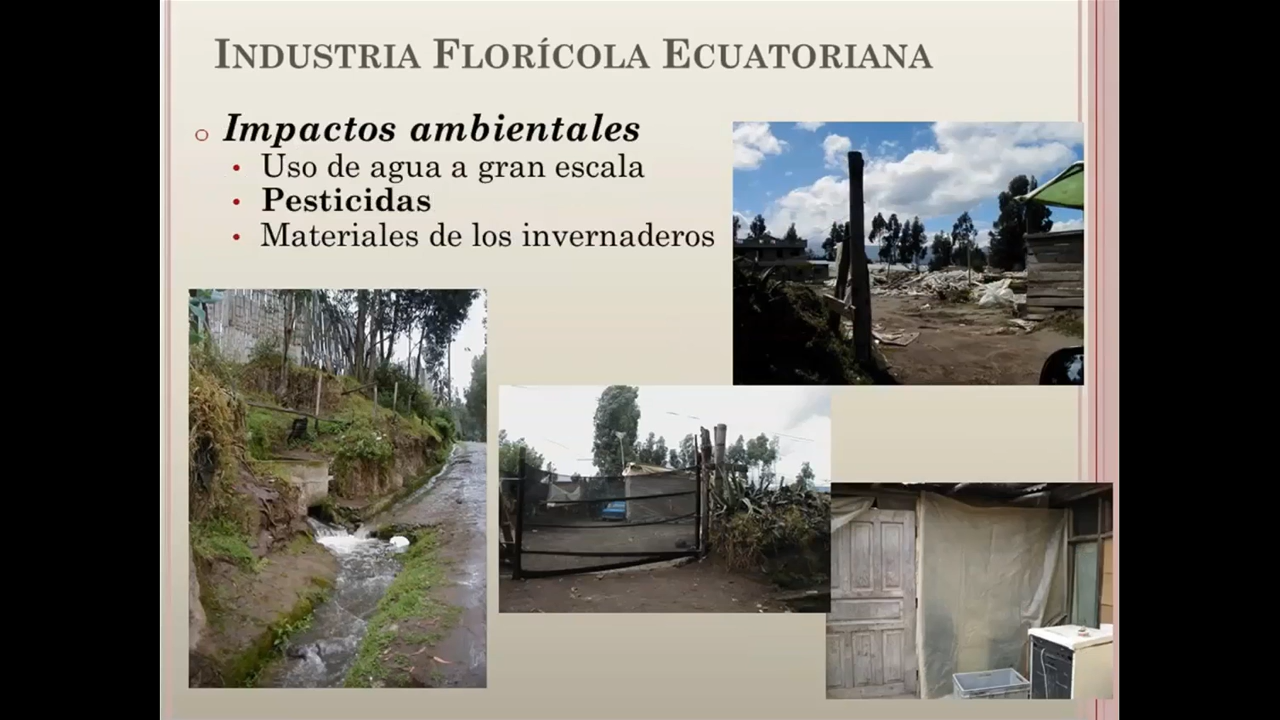 INDUSTRIA FLORÍCOLA ECUATORIANA
Impactos ambientales
Uso de agua a gran escala
Pesticidas
Materiales de los invernaderos